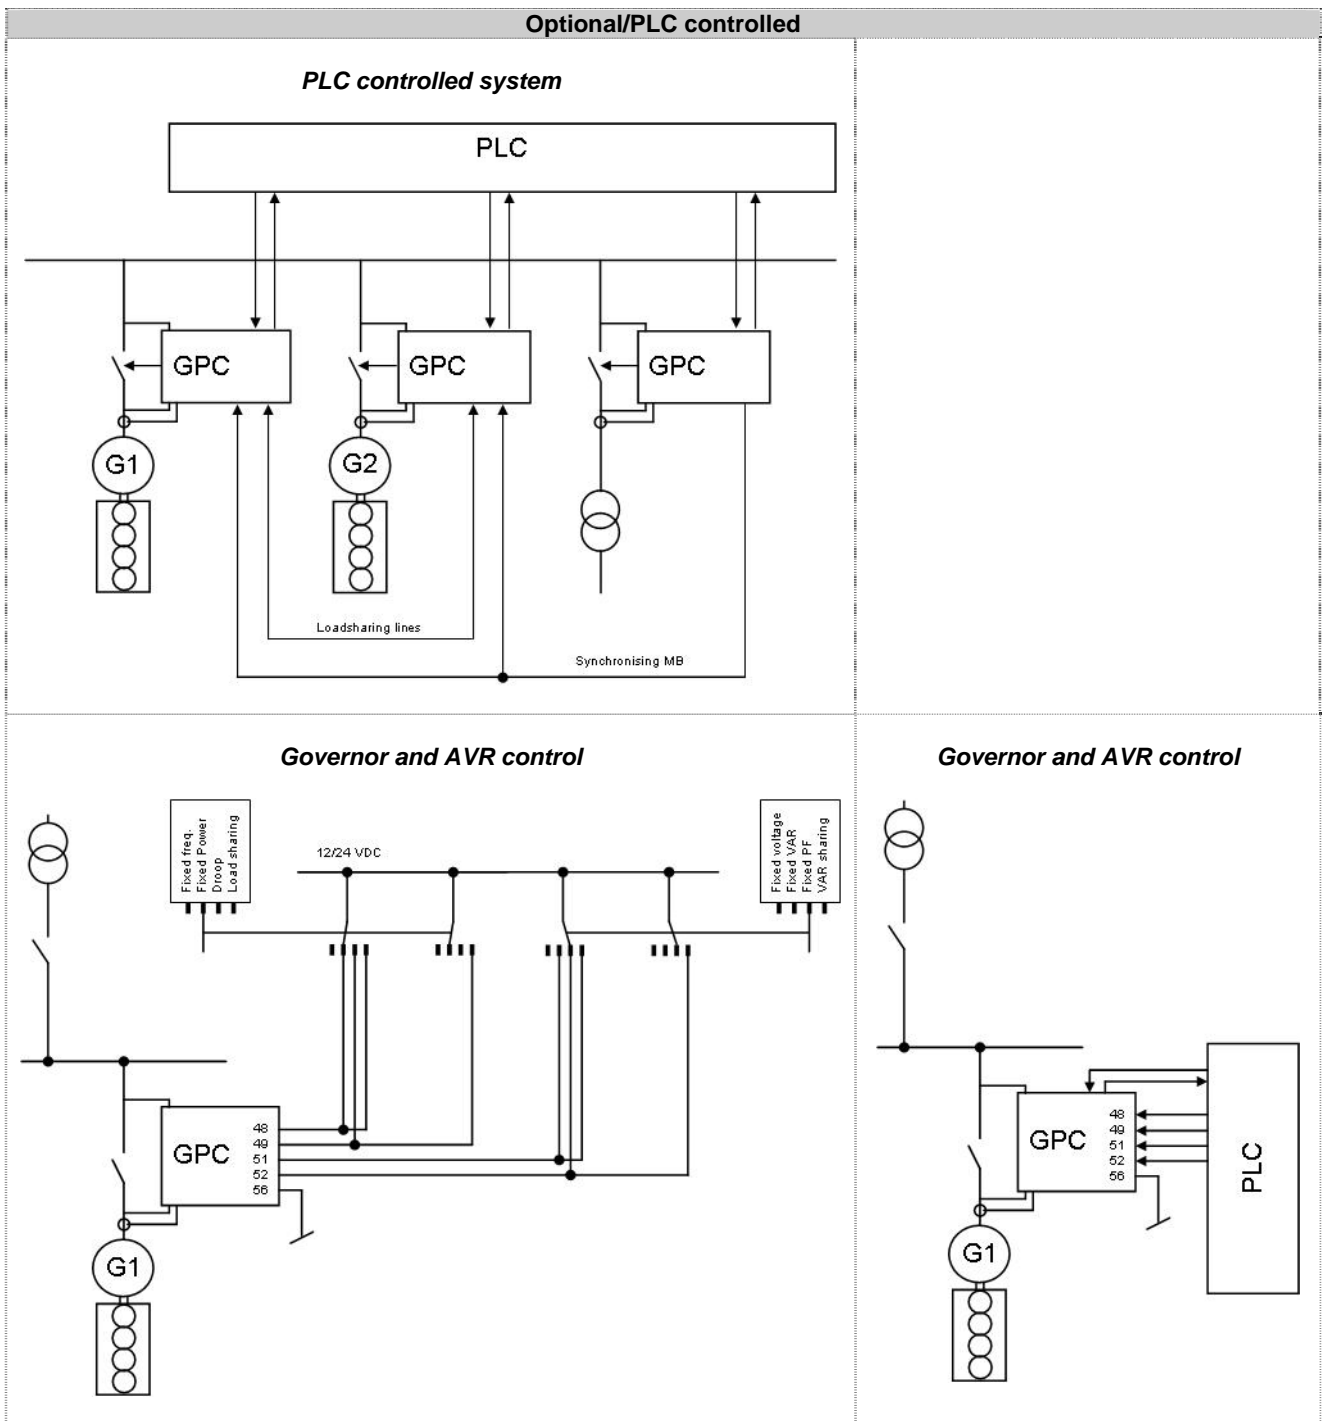 Optional/PLC controlled
PLC controlled system
PLC
GPC
GPC
GPC
G1
G2
Loadsharing lines
Synchronising MB
Governor and AVR control
Fixed freq.
Fixed Power
Droop
Load sharing
12/24 VDC
Fixed voltage
Fixed VAR
Fixed PF
VAR sharing
GPC
48
49
51
52
56
G1
Governor and AVR control
GPC
48
49
51
52
56
PLC
G1